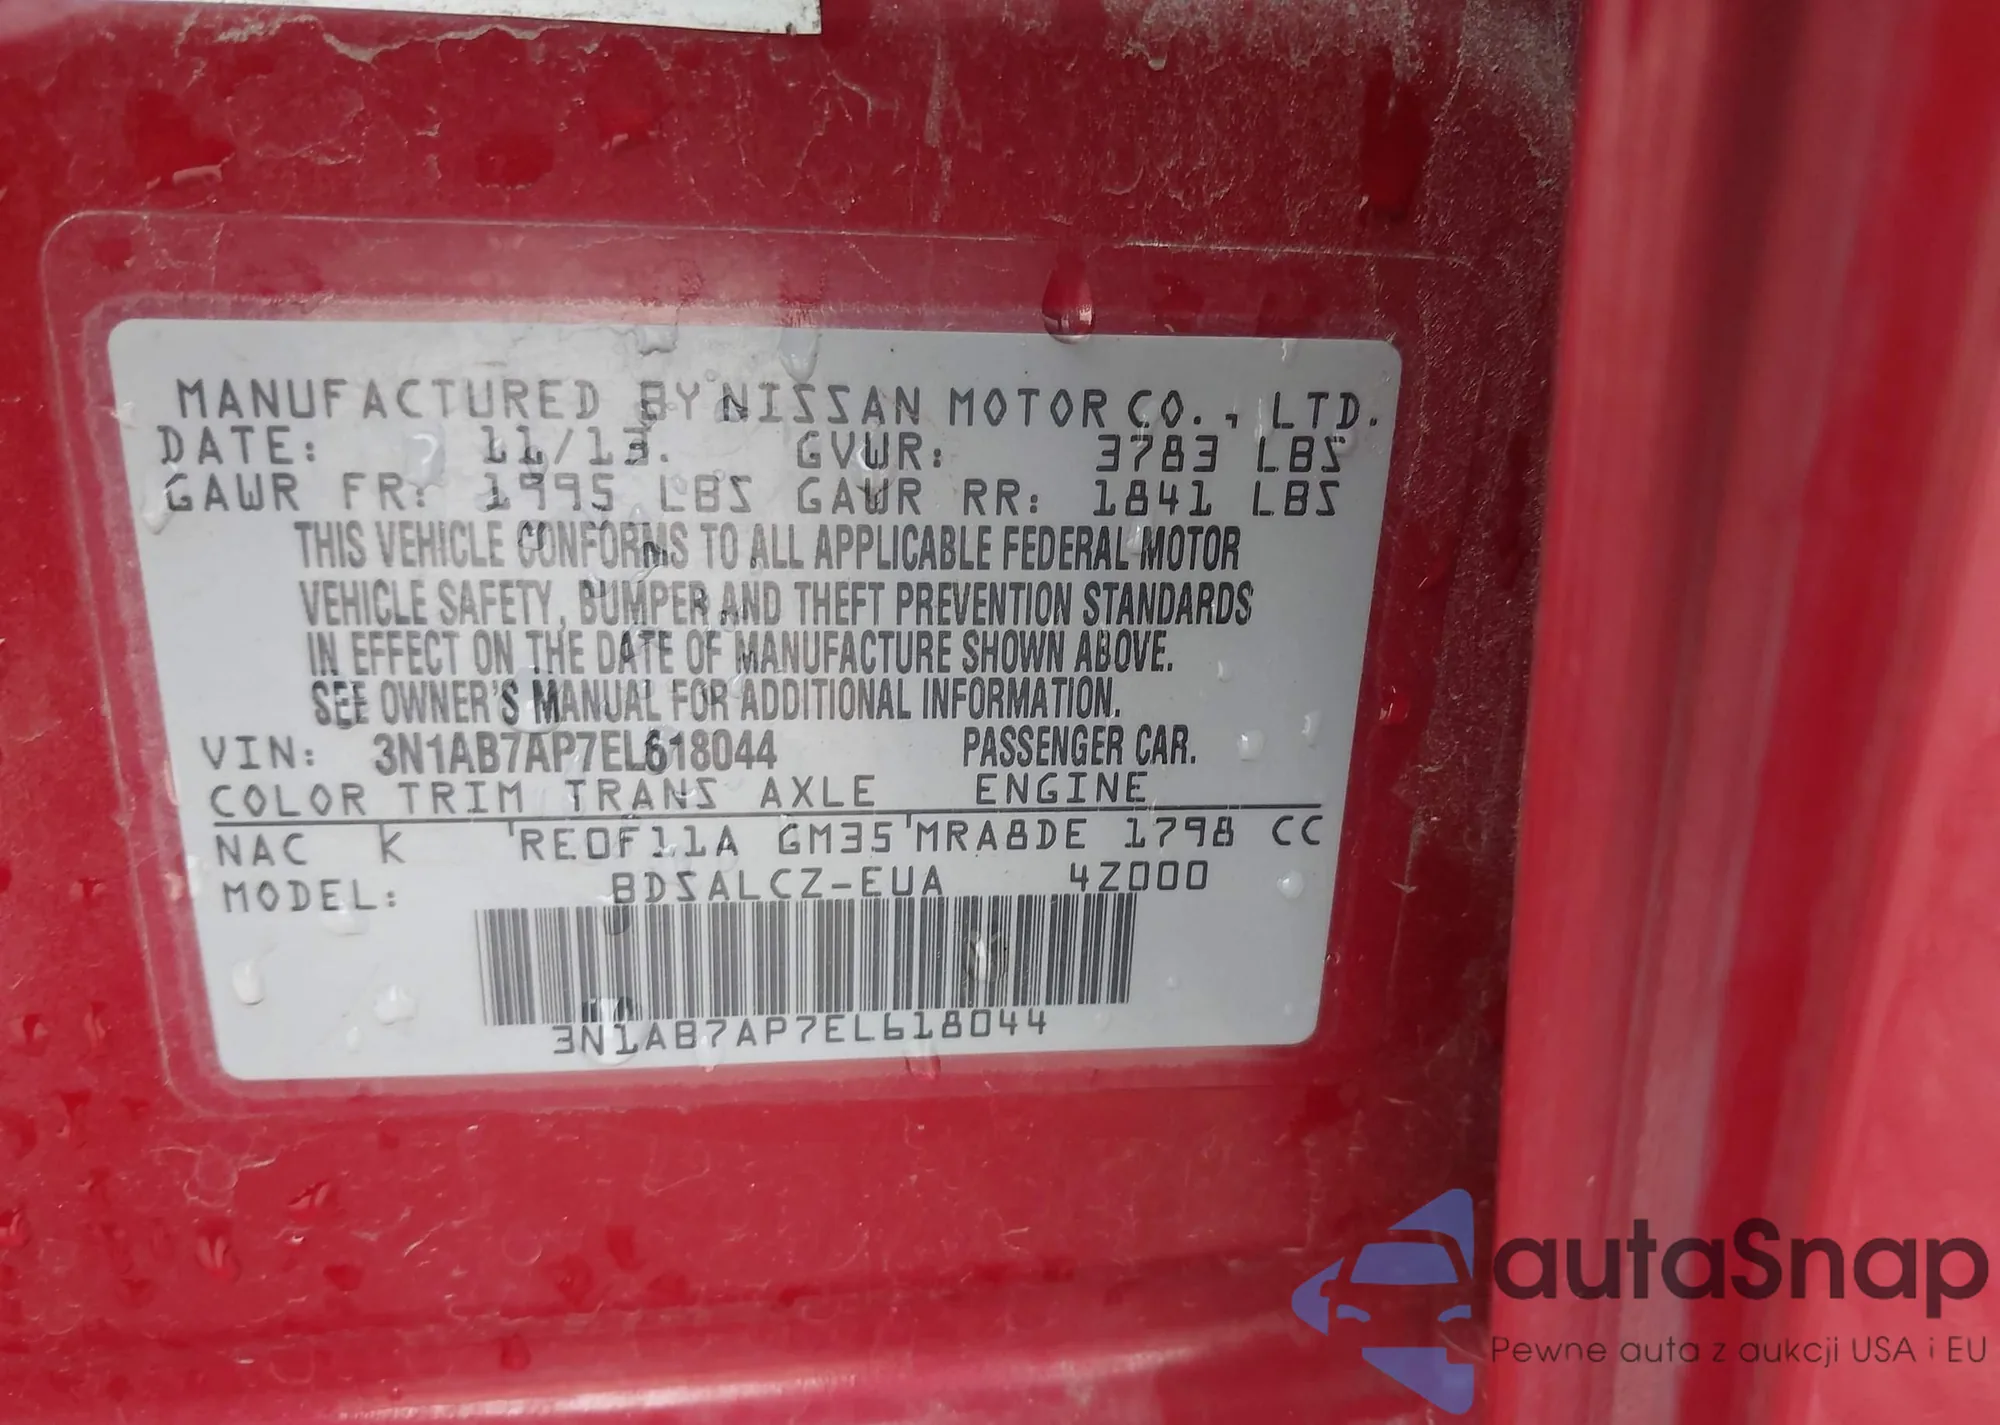 MANUFACTURED BY NISSAN MOTOR CO., LTD.
DATE: 11/13. GVWR: 3783 LBS
GAWR FR: 1995 LBS GAWR RR: 1841 LBS
THIS VEHICLE CONFORMS TO ALL APPLICABLE FEDERAL MOTOR
VEHICLE SAFETY, BUMPER AND THEFT PREVENTION STANDARDS
IN EFFECT ON THE DATE OF MANUFACTURE SHOWN ABOVE.
SEE OWNER'S MANUAL FOR ADDITIONAL INFORMATION.
VIN: 3N1AB7AP7EL618044 PASSENGER CAR.
COLOR TRIM TRANS AXLE ENGINE
NAC K RE0F11A GM35 MRA8DE 1798 CC
MODEL: BDSALCZ-EUA 4Z000
3N1AB7AP7EL618044
autaSnap
Pewne auta z aukcji USA i EU